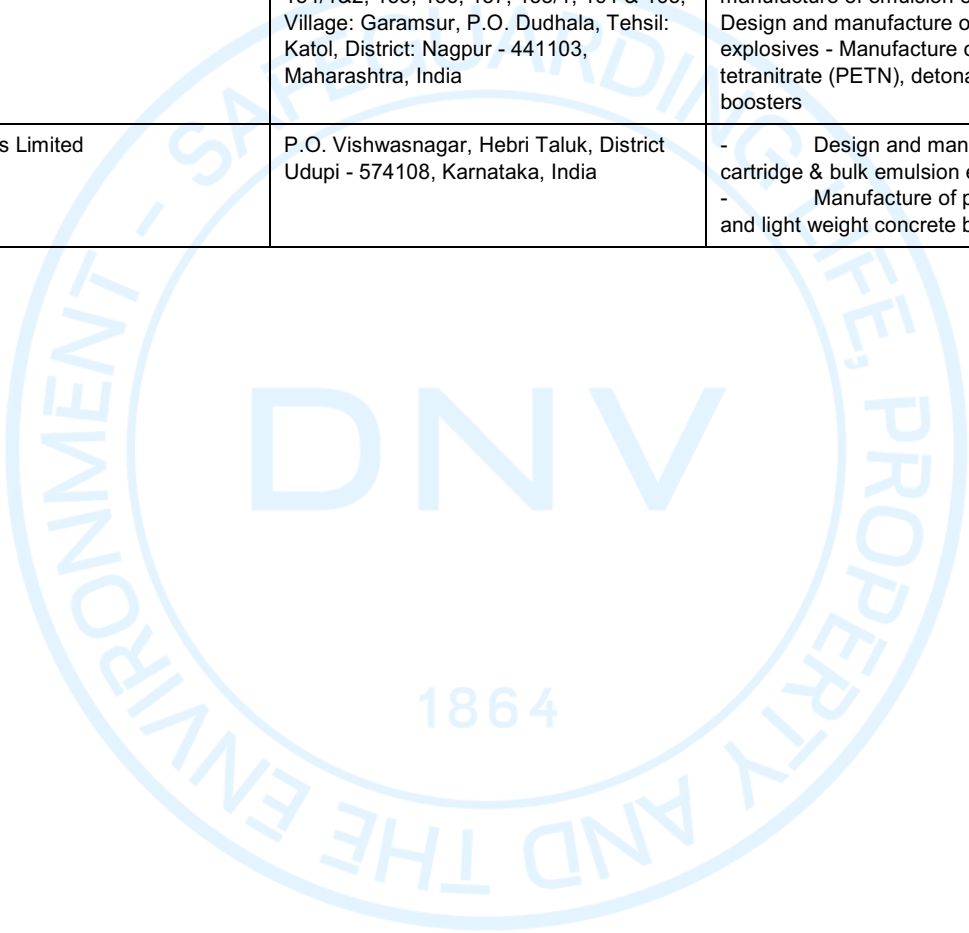 Village: Garamsur, P.O. Dudhala, Tehsil:
Katol, District: Nagpur - 441103,
Maharashtra, India
Design and manufacture o
explosives - Manufacture
tetranitrate (PETN), detona
boosters
s Limited
P.O. Vishwasnagar, Hebri Taluk, District
Udupi - 574108, Karnataka, India
- Design and man
cartridge & bulk emulsion e
- Manufacture of p
and light weight concrete b
SAFEGUARDING LIFE, PROPERTY AND THE ENVIRONMENT -
DNV
1864